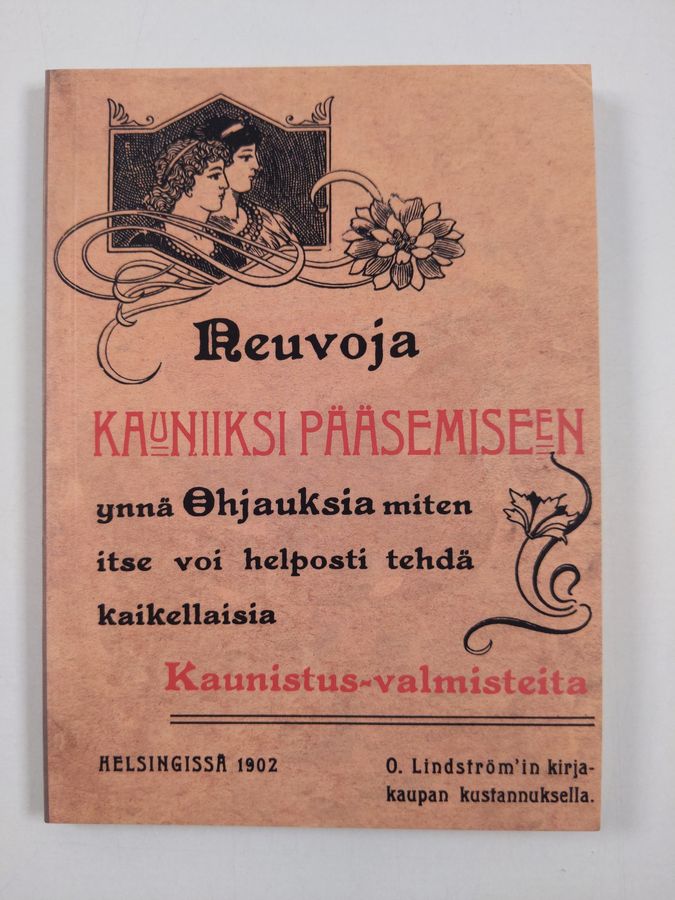 Neuvoja
KAUNIIKSI PÄÄSEMISEEN
ynnä Ohjauksia miten
itse voi helposti tehdä
kaikellaisia
Kaunistus-valmisteita
HELSINGISSÄ 1902
O. Lindström'in kirja-
kaupan kustannuksella.